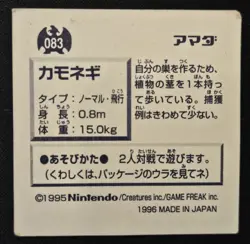 083
アマダ
カモネギ
タイプ：ノーマル・飛行
身長：0.8m
体重：15.0kg
自分の巣を作るため、
植物の茎を1本持っ
て歩いている。捕獲
例はきわめて少ない。
●あそびかた● 2人対戦で遊びます。
(くわしくは、パッケージのウラを見てネ)
©1995 Nintendo/Creatures inc./GAME FREAK inc.
1996 MADE IN JAPAN